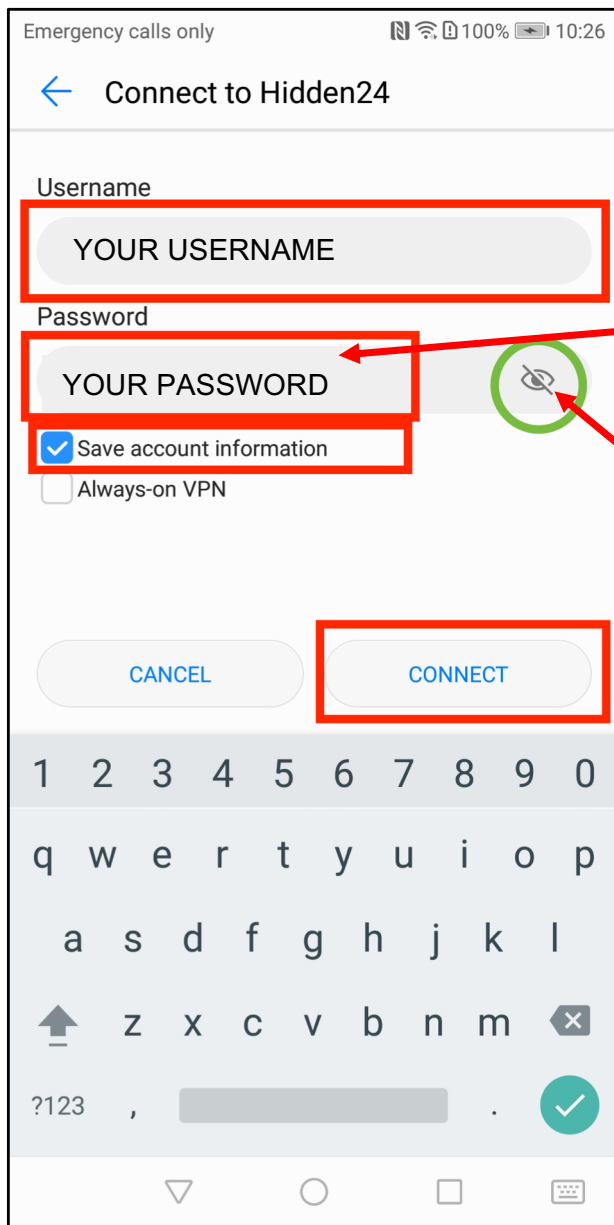 Emergency calls only 100% 10:26
Connect to Hidden24
Username
YOUR USERNAME
Password
YOUR PASSWORD
Save account information
Always-on VPN
CANCEL CONNECT
1 2 3 4 5 6 7 8 9 0
q w e r t y u i o p
a s d f g h j k l
z x c v b n m
?123 , .